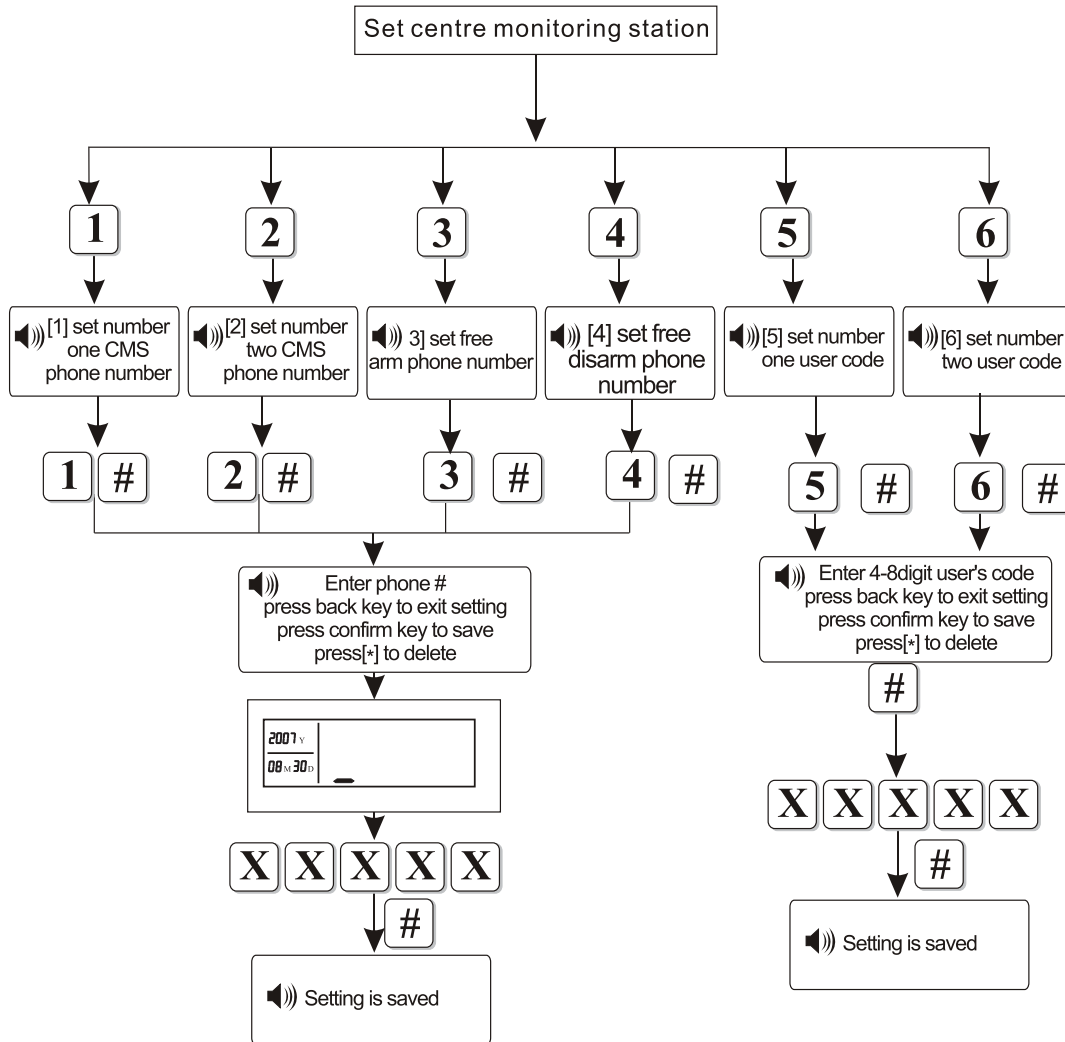 Set centre monitoring station
1 2 3 4 5 6
[1] set number
one CMS
phone number
[2] set number
two CMS
phone number
3] set free
arm phone number
[4] set free
disarm phone
number
[5] set number
one user code
[6] set number
two user code
1 # 2 # 3 # 4 # 5 # 6 #
Enter phone #
press back key to exit setting
press confirm key to save
press[*] to delete
Enter 4-8digit user's code
press back key to exit setting
press confirm key to save
press[*] to delete
#
2007 Y
08 M 30 D
X X X X X
#
Setting is saved
X X X X X
#
Setting is saved